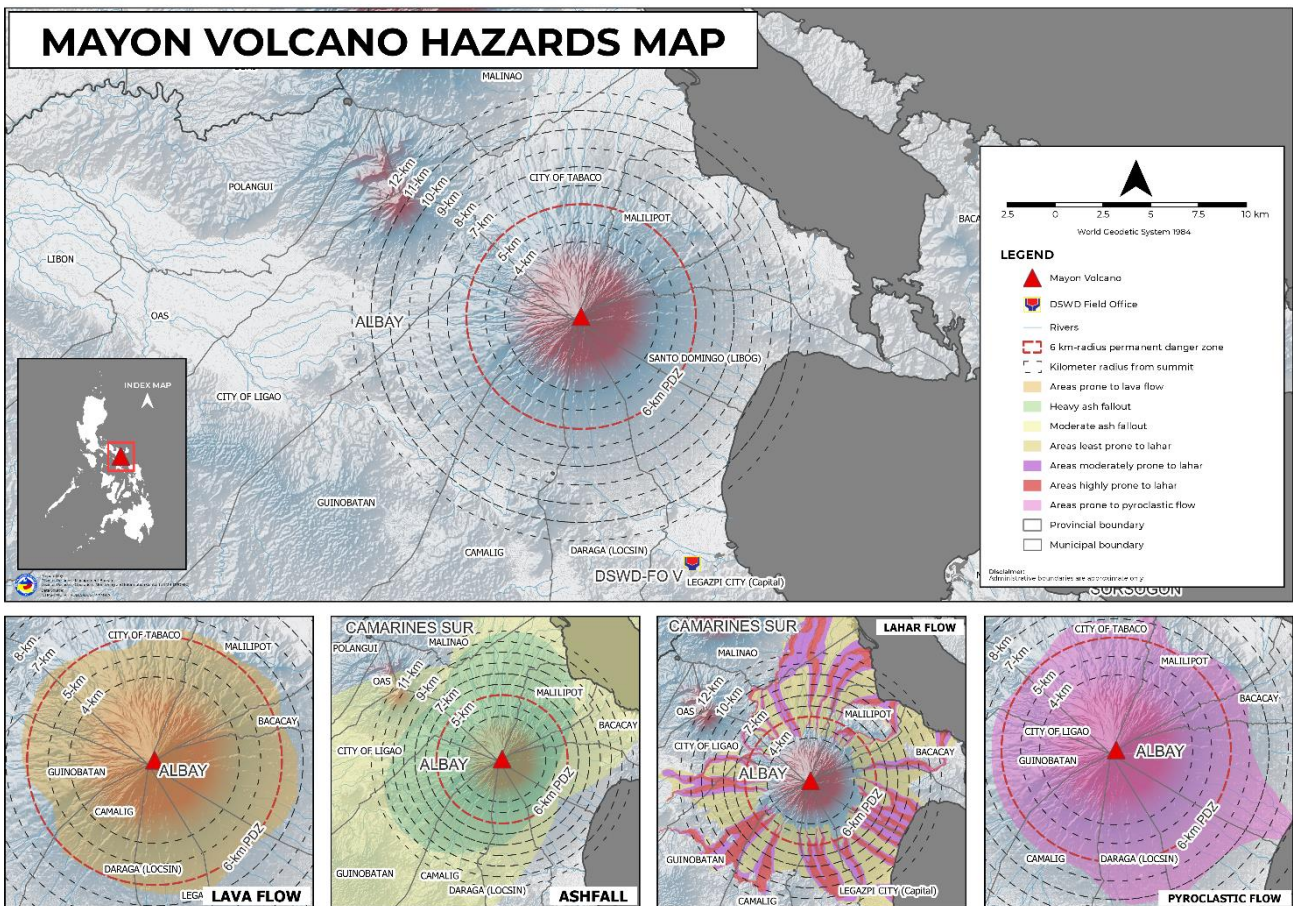 MAYON VOLCANO HAZARDS MAP
MALINAO
POLANGUI
LIBON
OAS
ALBAY
CITY OF LIGAO
GUINOBATAN
CAMALIG
DARAGA (LOCSIN)
DSWD-FO V
LEGAZPI CITY (Capital)
CITY OF TABACO
MALILIPOT
SANTO DOMINGO (LIBOG)
12-km
11-km
10-km
9-km
8-km
7-km
5-km
4-km
6-km PDZ
SORSOGON
INDEX MAP
2.5 0 2.5 5 7.5 10 km
World Geodetic System 1984
LEGEND
Mayon Volcano
DSWD Field Office
Rivers
6 km-radius permanent danger zone
Kilometer radius from summit
Areas prone to lava flow
Heavy ash fallout
Moderate ash fallout
Areas least prone to lahar
Areas moderately prone to lahar
Areas highly prone to lahar
Areas prone to pyroclastic flow
Provincial boundary
Municipal boundary
Disclaimer:
Administrative boundaries are approximate only
8-km
7-km
5-km
4-km
CITY OF TABACO
MALILIPOT
BACACAY
GUINOBATAN
ALBAY
CAMALIG
6-km PDZ
DARAGA (LOCSIN)
LAVA FLOW
CAMARINES SUR
POLANGUI
MALINAO
OAS
11-km
9-km
7-km
5-km
MALILIPOT
BACACAY
CITY OF LIGAO
ALBAY
6-km PDZ
GUINOBATAN
CAMALIG
DARAGA (LOCSIN)
ASHFALL
CAMARINES SUR
LAHAR FLOW
MALINAO
12-km
10-km
OAS
7-km
4-km
MALILIPOT
CITY OF LIGAO
BACACAY
ALBAY
6-km PDZ
GUINOBATAN
LEGAZPI CITY (Capital)
CAMALIG
CITY OF TABACO
8-km
7-km
5-km
4-km
MALILIPOT
BACACAY
CITY OF LIGAO
ALBAY
GUINOBATAN
6-km PDZ
CAMALIG
DARAGA (LOCSIN)
PYROCLASTIC FLOW